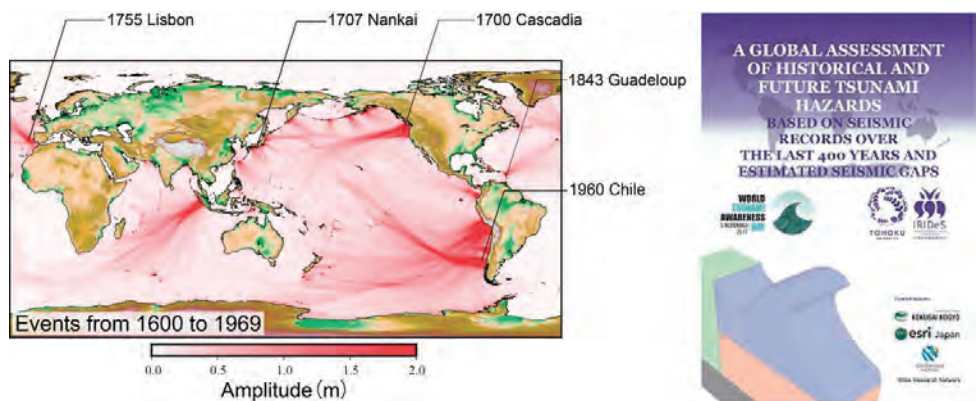 1755 Lisbon
1707 Nankai
1700 Cascadia
1843 Guadeloup
1960 Chile
Events from 1600 to 1969
0.0 0.5 1.0 1.5 2.0
Amplitude (m)
A GLOBAL ASSESSMENT
OF HISTORICAL AND
FUTURE TSUNAMI
HAZARDS
BASED ON SEISMIC
RECORDS OVER
THE LAST 400 YEARS AND
ESTIMATED SEISMIC GAPS
WORLD
TSUNAMI
AWARENESS
DAY
TOHOKU
IRIDeS
KOKUSAI KOGYO
esri Japan